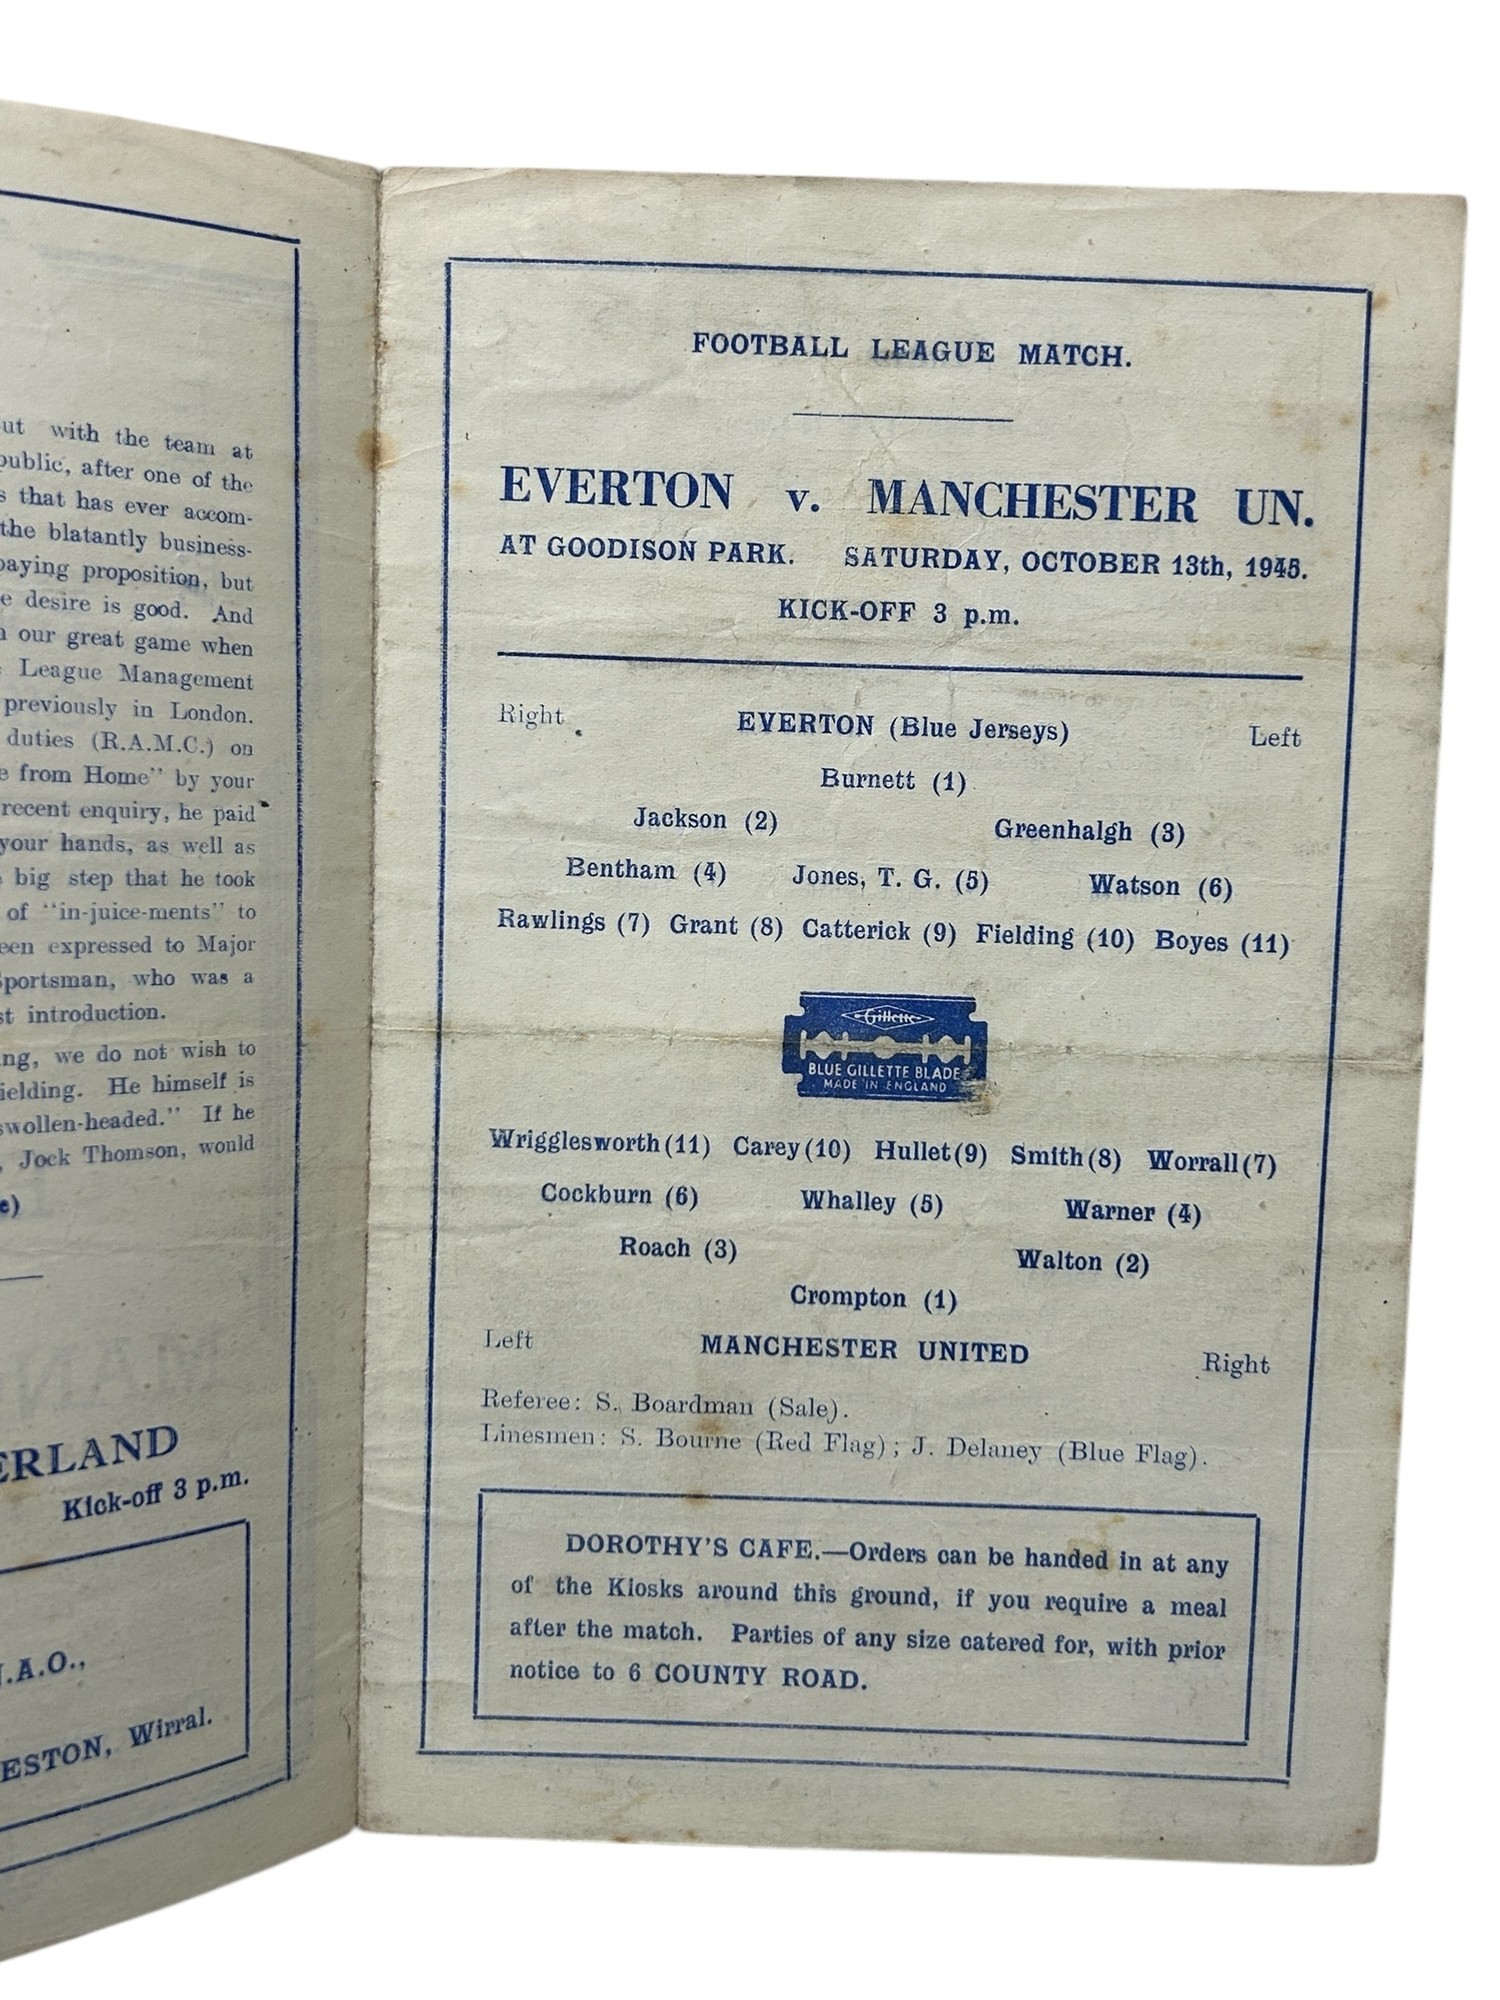 ut with the team at
public, after one of the
s that has ever accom-
the blatantly business-
paying proposition, but
e desire is good. And
our great game when
League Management
previously in London.
duties (R.A.M.C.) on
e from Home" by your
recent enquiry, he paid
your hands, as well as
big step that he took
of "in-juice-ments" to
een expressed to Major
Sportsman, who was a
st introduction.
ing, we do not wish to
ielding. He himself is
swollen-headed." If he
, Jock Thomson, would
ERLAND
Kick-off 3 p.m.
.A.O.,
ESTON, Wirral.
FOOTBALL LEAGUE MATCH.
EVERTON v. MANCHESTER UN.
AT GOODISON PARK. SATURDAY, OCTOBER 13th, 1945.
KICK-OFF 3 p.m.
Right EVERTON (Blue Jerseys) Left
Burnett (1)
Jackson (2) Greenhalgh (3)
Bentham (4) Jones, T. G. (5) Watson (6)
Rawlings (7) Grant (8) Catterick (9) Fielding (10) Boyes (11)
Gillette
BLUE GILLETTE BLADE
MADE IN ENGLAND
Wrigglesworth (11) Carey (10) Hullet (9) Smith (8) Worrall (7)
Cockburn (6) Whalley (5) Warner (4)
Roach (3) Walton (2)
Crompton (1)
Left MANCHESTER UNITED Right
Referee: S. Boardman (Sale).
Linesmen: S. Bourne (Red Flag); J. Delaney (Blue Flag).
DOROTHY'S CAFE.—Orders can be handed in at any
of the Kiosks around this ground, if you require a meal
after the match. Parties of any size catered for, with prior
notice to 6 COUNTY ROAD.